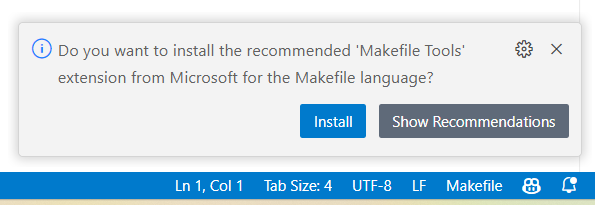 Do you want to install the recommended 'Makefile Tools'
extension from Microsoft for the Makefile language?
Install
Show Recommendations
Ln 1, Col 1
Tab Size: 4
UTF-8
LF
Makefile